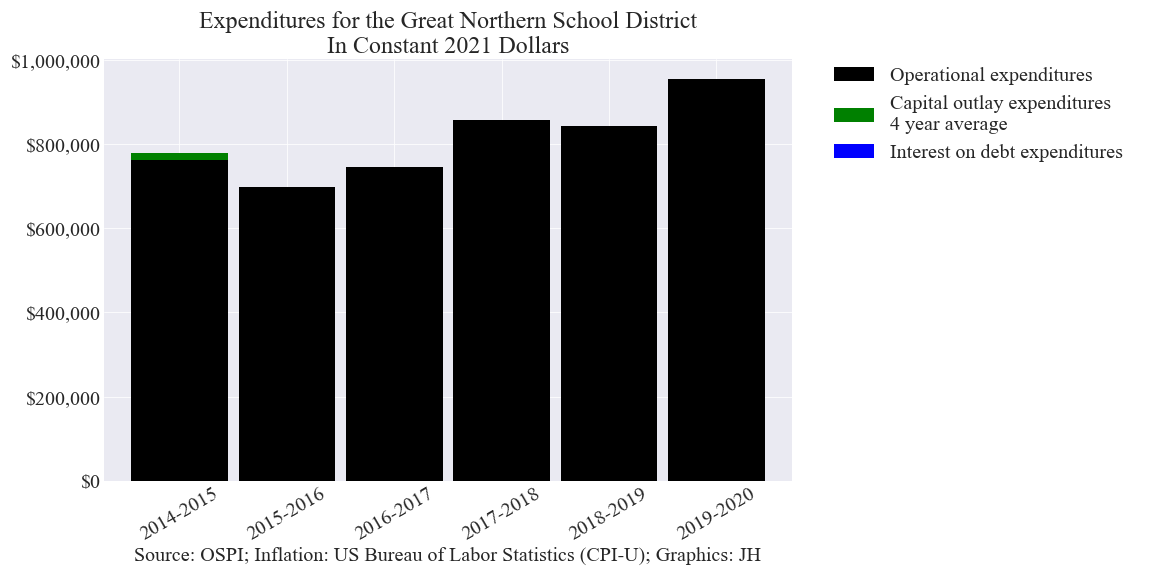 Expenditures for the Great Northern School District
In Constant 2021 Dollars
$1,000,000
$800,000
$600,000
$400,000
$200,000
$0
2014-2015
2015-2016
2016-2017
2017-2018
2018-2019
2019-2020
Operational expenditures
Capital outlay expenditures
4 year average
Interest on debt expenditures
Source: OSPI; Inflation: US Bureau of Labor Statistics (CPI-U); Graphics: JH